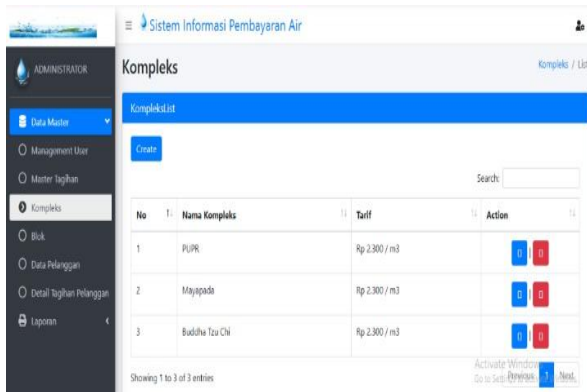 Sistem Informasi Pembayaran Air
ADMINISTRATOR
Data Master
Management User
Master Tagihan
Kompleks
Blok
Data Pelanggan
Detail Tagihan Pelanggan
Laporan
Kompleks
Kompleks / List
KompleksList
Create
Search:
No Nama Kompleks Tarif Action
1 PUPR Rp 2.300 / m3 |
2 Mayapada Rp 2.300 / m3 |
3 Buddha Tzu Chi Rp 2.300 / m3 |
Showing 1 to 3 of 3 entries
Previous 1 Next
Activate Windows
Go to Settings